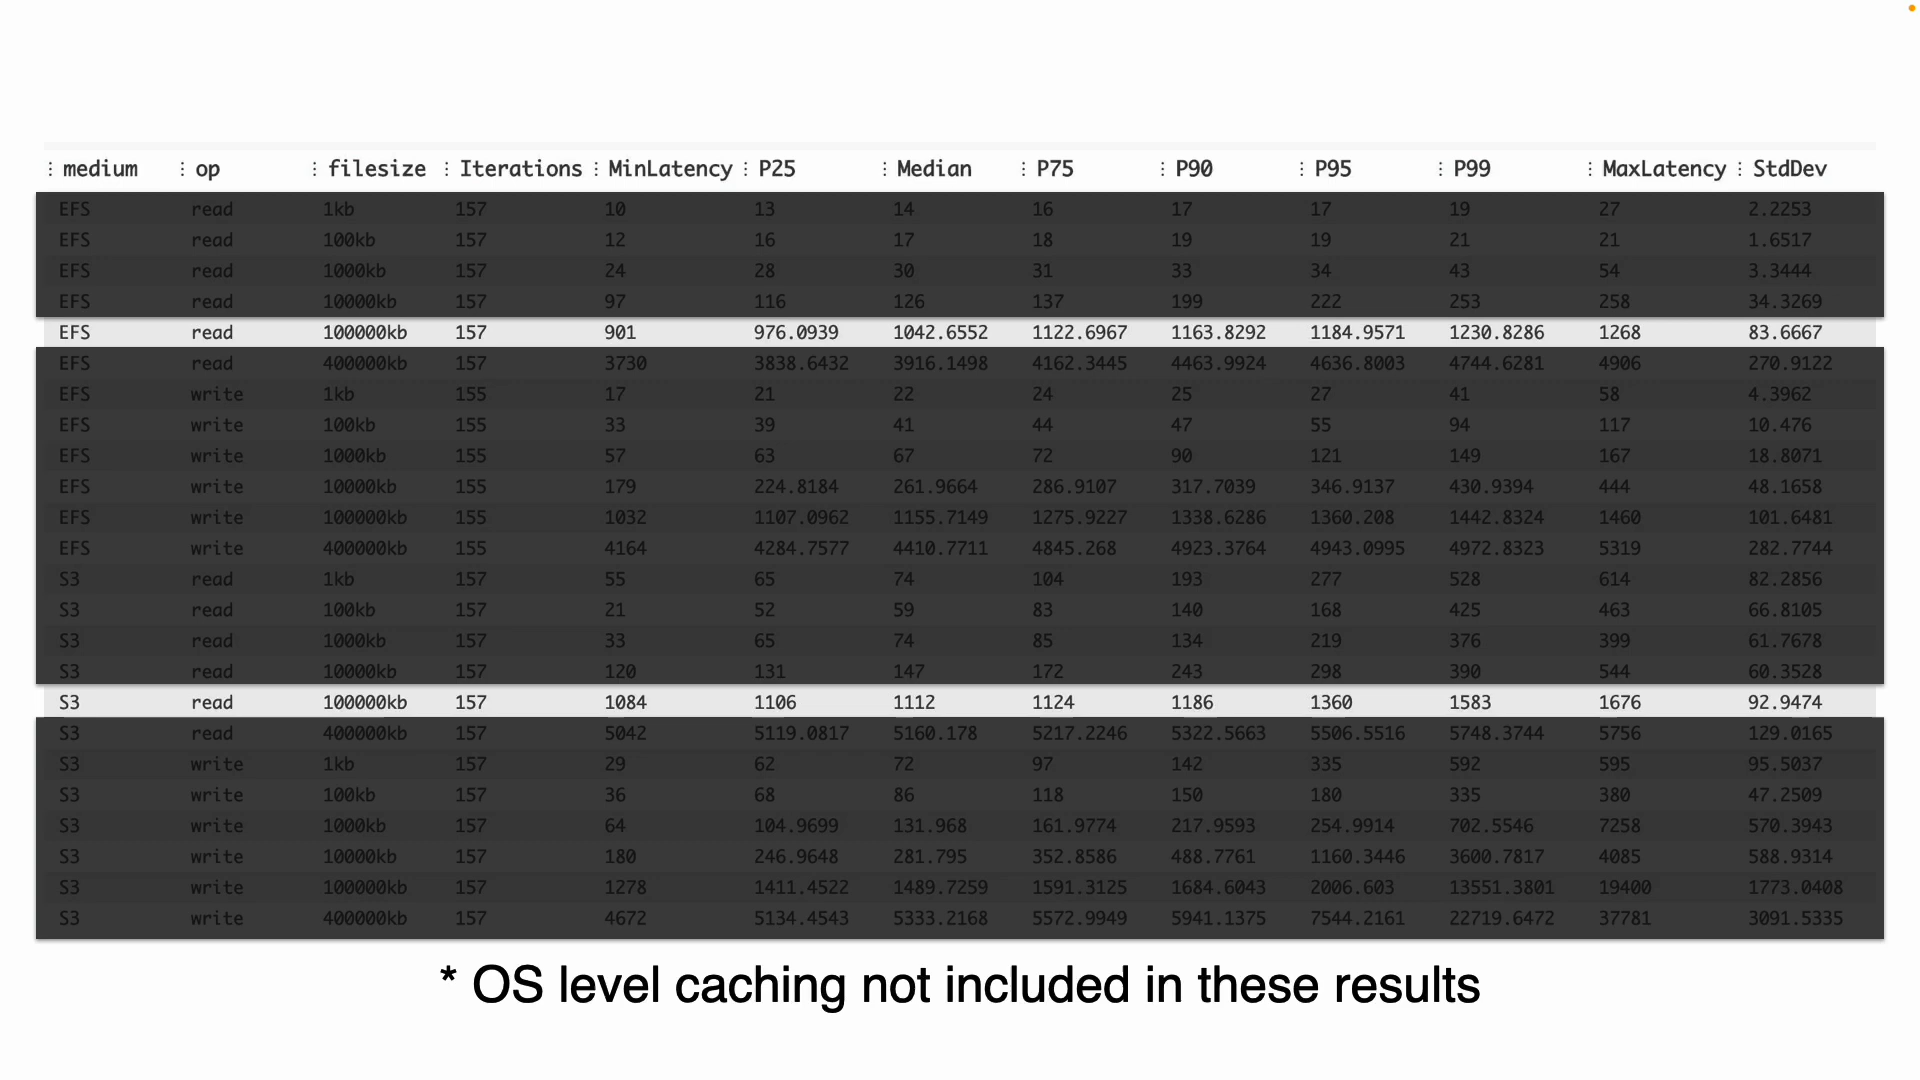 ⋮ medium ⋮ op ⋮ filesize ⋮ Iterations ⋮ MinLatency ⋮ P25 ⋮ Median ⋮ P75 ⋮ P90 ⋮ P95 ⋮ P99 ⋮ MaxLatency ⋮ StdDev
EFS read 1kb 157 10 13 14 16 17 17 19 27 2.2253
EFS read 100kb 157 12 16 17 18 19 19 21 21 1.6517
EFS read 1000kb 157 24 28 30 31 33 34 43 54 3.3444
EFS read 10000kb 157 97 116 126 137 199 222 253 258 34.3269
EFS read 100000kb 157 901 976.0939 1042.6552 1122.6967 1163.8292 1184.9571 1230.8286 1268 83.6667
EFS read 400000kb 157 3730 3838.6432 3916.1498 4162.3445 4463.9924 4636.8003 4744.6281 4906 270.9122
EFS write 1kb 155 17 21 22 24 25 27 41 58 4.3962
EFS write 100kb 155 33 39 41 44 47 55 94 117 10.476
EFS write 1000kb 155 57 63 67 72 90 121 149 167 18.8071
EFS write 10000kb 155 179 224.8184 261.9664 286.9107 317.7039 346.9137 430.9394 444 48.1658
EFS write 100000kb 155 1032 1107.0962 1155.7149 1275.9227 1338.6286 1360.208 1442.8324 1460 101.6481
EFS write 400000kb 155 4164 4284.7577 4410.7711 4845.268 4923.3764 4943.0995 4972.8323 5319 282.7744
S3 read 1kb 157 55 65 74 104 193 277 528 614 82.2856
S3 read 100kb 157 21 52 59 83 140 168 425 463 66.8105
S3 read 1000kb 157 33 65 74 85 134 219 376 399 61.7678
S3 read 10000kb 157 120 131 147 172 243 298 390 544 60.3528
S3 read 100000kb 157 1084 1106 1112 1124 1186 1360 1583 1676 92.9474
S3 read 400000kb 157 5042 5119.0817 5160.178 5217.2246 5322.5663 5506.5516 5748.3744 5756 129.0165
S3 write 1kb 157 29 62 72 97 142 335 592 595 95.5037
S3 write 100kb 157 36 68 86 118 150 180 335 380 47.2509
S3 write 1000kb 157 64 104.9699 131.968 161.9774 217.9593 254.9914 702.5546 7258 570.3943
S3 write 10000kb 157 180 246.9648 281.795 352.8586 488.7761 1160.3446 3600.7817 4085 588.9314
S3 write 100000kb 157 1278 1411.4522 1489.7259 1591.3125 1684.6043 2006.603 13551.3801 19400 1773.0408
S3 write 400000kb 157 4672 5134.4543 5333.2168 5572.9949 5941.1375 7544.2161 22719.6472 37781 3091.5335
* OS level caching not included in these results